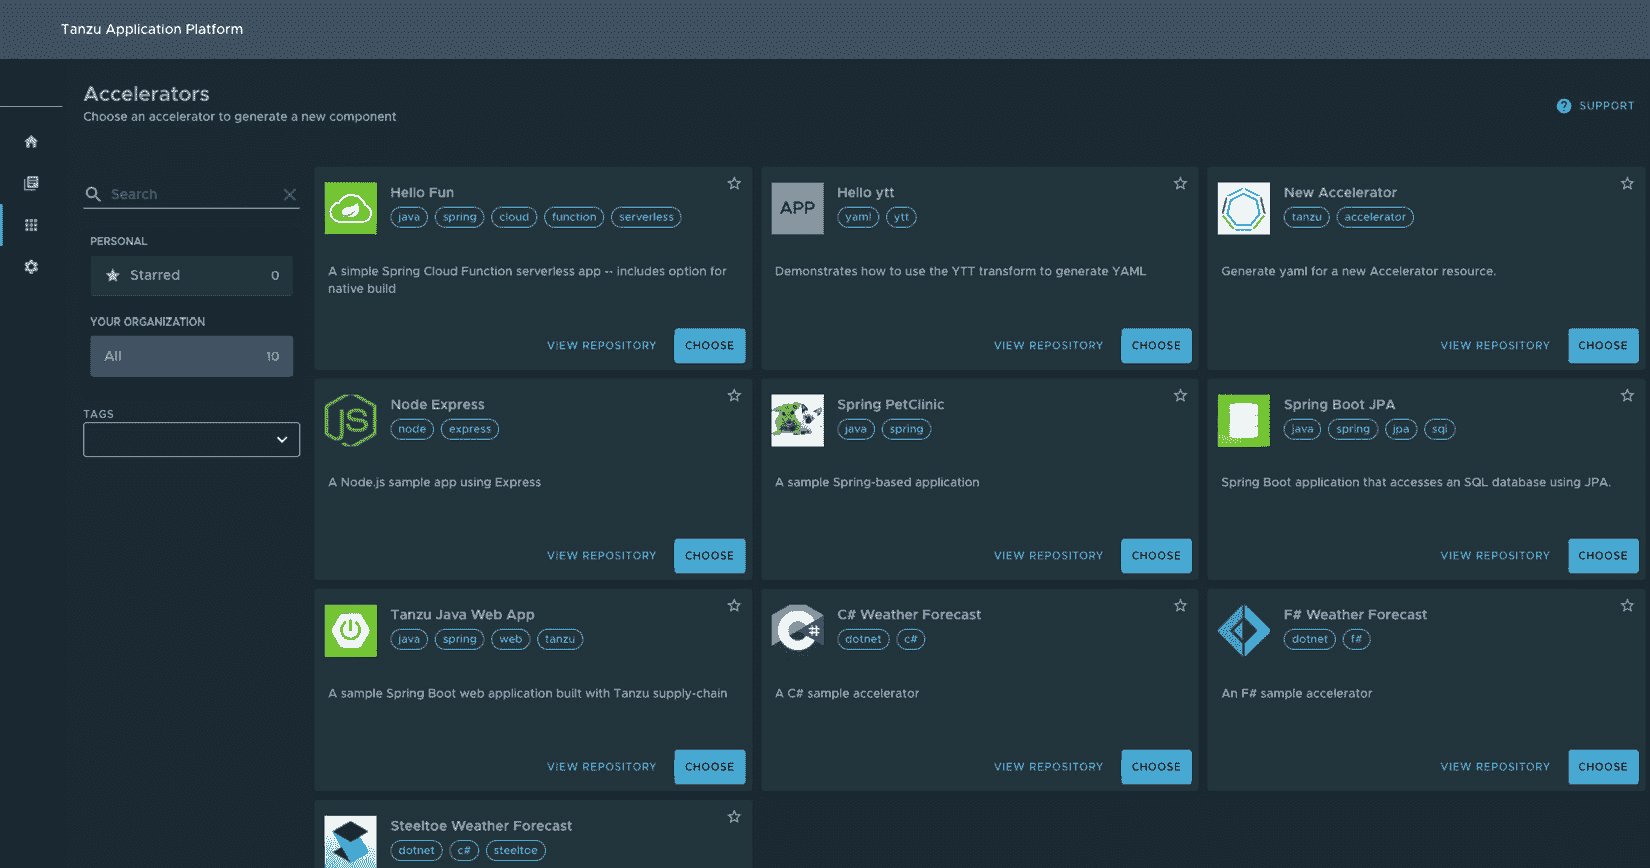 Tanzu Application Platform
Accelerators
Choose an accelerator to generate a new component
SUPPORT
Search
PERSONAL
Starred 0
YOUR ORGANIZATION
All 10
TAGS
Hello Fun
java spring cloud function serverless
A simple Spring Cloud Function serverless app -- includes option for
native build
VIEW REPOSITORY CHOOSE
APP
Hello ytt
yaml ytt
Demonstrates how to use the YTT transform to generate YAML
VIEW REPOSITORY CHOOSE
New Accelerator
tanzu accelerator
Generate yaml for a new Accelerator resource.
VIEW REPOSITORY CHOOSE
JS
Node Express
node express
A Node.js sample app using Express
VIEW REPOSITORY CHOOSE
Spring PetClinic
java spring
A sample Spring-based application
VIEW REPOSITORY CHOOSE
Spring Boot JPA
java spring jpa sql
Spring Boot application that accesses an SQL database using JPA.
VIEW REPOSITORY CHOOSE
Tanzu Java Web App
java spring web tanzu
A sample Spring Boot web application built with Tanzu supply-chain
VIEW REPOSITORY CHOOSE
C#
C# Weather Forecast
dotnet c#
A C# sample accelerator
VIEW REPOSITORY CHOOSE
F# Weather Forecast
dotnet f#
An F# sample accelerator
VIEW REPOSITORY CHOOSE
Steeltoe Weather Forecast
dotnet c# steeltoe